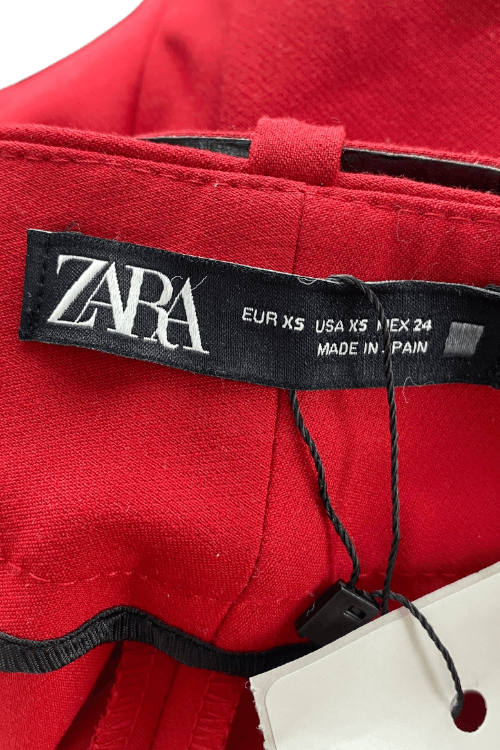 ZARA
EUR XS USA XS MEX 24
MADE IN SPAIN